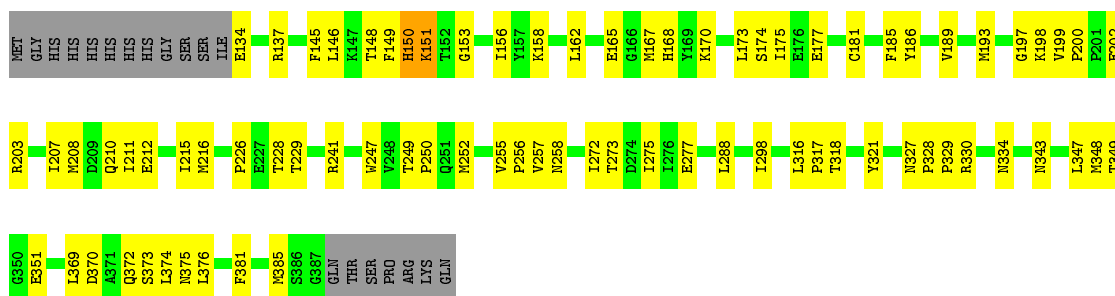 MET GLY HIS HIS HIS HIS HIS HIS GLY SER SER ILE E134 R137 F145 L146 K147 T148 F149 H150 K151 T152 G153 I156 Y157 K158 L162 E165 G166 M167 H168 Y169 K170 L173 S174 I175 E176 E177 C181 F185 Y186 V189 M193 G197 K198 V199 P200 P201
R203 I207 M208 D209 Q210 I211 E212 I215 M216 P226 E227 T228 T229 R241 W247 V248 T249 P250 Q251 M252 V255 P256 V257 N258 I272 T273 D274 I275 I276 E277 L288 I298 L316 P317 T318 Y321 N327 P328 P329 R330 N334 N343 L347 M348
G350 E351 L369 D370 A371 Q372 S373 L374 N375 L376 F381 M385 S386 G387 GLN THR SER PRO ARG LYS GLN